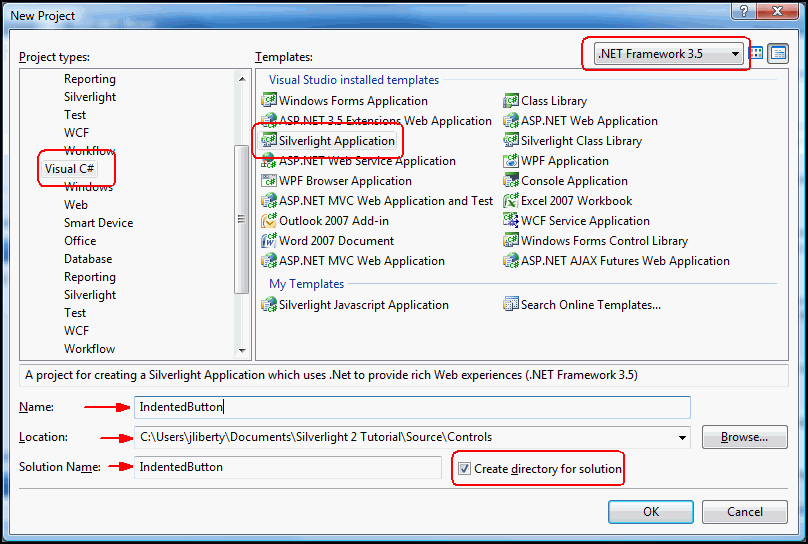 New Project
Project types:
Templates:
.NET Framework 3.5
Reporting
Silverlight
Test
WCF
Workflow
Visual C#
Windows
Web
Smart Device
Office
Database
Reporting
Silverlight
Test
WCF
Workflow
Visual Studio installed templates
Windows Forms Application
Class Library
ASP.NET 3.5 Extensions Web Application
ASP.NET Web Application
Silverlight Application
Silverlight Class Library
ASP.NET Web Service Application
WPF Application
WPF Browser Application
Console Application
ASP.NET MVC Web Application and Test
Excel 2007 Workbook
Outlook 2007 Add-in
WCF Service Application
Word 2007 Document
Windows Forms Control Library
ASP.NET MVC Web Application
ASP.NET AJAX Futures Web Application
My Templates
Silverlight Javascript Application
Search Online Templates...
A project for creating a Silverlight Application which uses .Net to provide rich Web experiences (.NET Framework 3.5)
Name: IndentedButton
Location: C:\Users\jliberty\Documents\Silverlight 2 Tutorial\Source\Controls
Browse...
Solution Name: IndentedButton
Create directory for solution
OK
Cancel